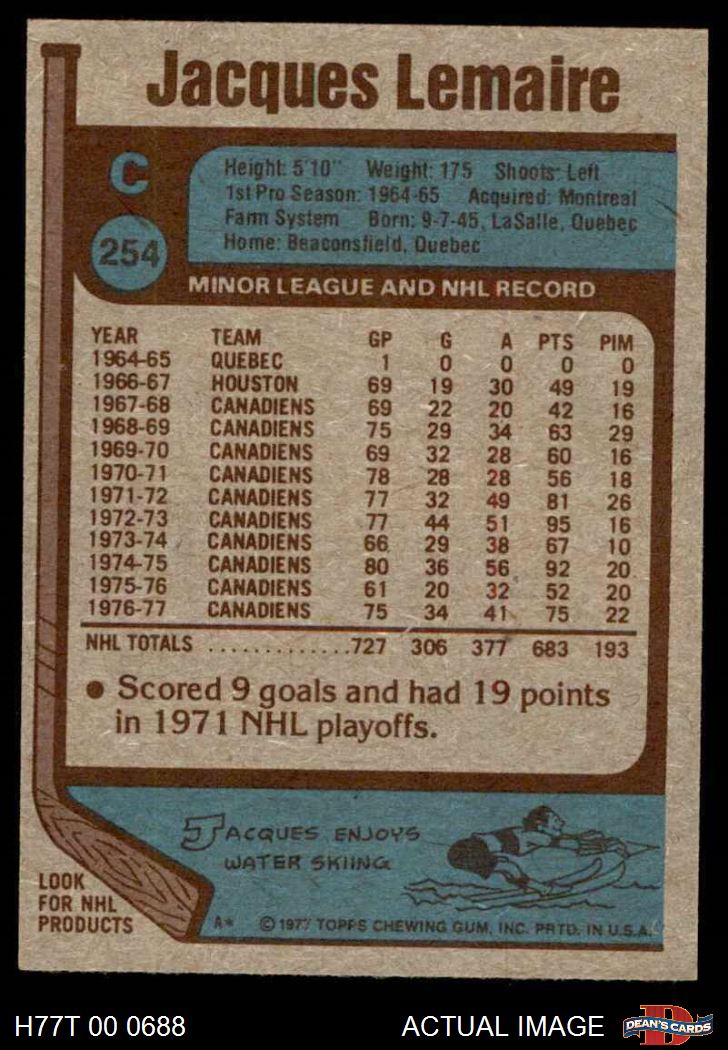 Jacques Lemaire
C
254
Height: 5'10" Weight: 175 Shoots: Left
1st Pro Season: 1964-65 Acquired: Montreal
Farm System Born: 9-7-45, LaSalle, Quebec
Home: Beaconsfield, Quebec
MINOR LEAGUE AND NHL RECORD
YEAR TEAM GP G A PTS PIM
1964-65 QUEBEC 1 0 0 0 0
1966-67 HOUSTON 69 19 30 49 19
1967-68 CANADIENS 69 22 20 42 16
1968-69 CANADIENS 75 29 34 63 29
1969-70 CANADIENS 69 32 28 60 16
1970-71 CANADIENS 78 28 28 56 18
1971-72 CANADIENS 77 32 49 81 26
1972-73 CANADIENS 77 44 51 95 16
1973-74 CANADIENS 66 29 38 67 10
1974-75 CANADIENS 80 36 56 92 20
1975-76 CANADIENS 61 20 32 52 20
1976-77 CANADIENS 75 34 41 75 22
NHL TOTALS .............727 306 377 683 193
● Scored 9 goals and had 19 points
in 1971 NHL playoffs.
JACQUES ENJOYS
WATER SKIING
LOOK
FOR NHL
PRODUCTS
A* © 1977 TOPPS CHEWING GUM, INC. PRTD. IN U.S.A.
H77T 00 0688 ACTUAL IMAGE D DEAN'S CARDS